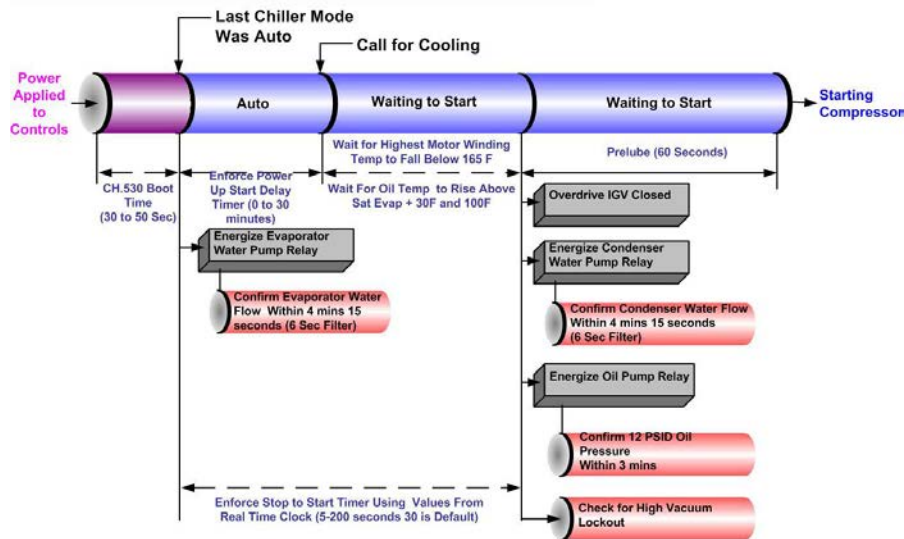 Last Chiller Mode
Was Auto
Call for Cooling
Power
Applied
to
Controls
Auto
Waiting to Start
Waiting to Start
Starting
Compressor
CH.530 Boot
Time
(30 to 50 Sec)
Enforce Power
Up Start Delay
Timer (0 to 30
minutes)
Wait for Highest Motor Winding
Temp to Fall Below 165 F
Wait For Oil Temp to Rise Above
Sat Evap + 30F and 100F
Prelube (60 Seconds)
Overdrive IGV Closed
Energize Evaporator
Water Pump Relay
Energize Condenser
Water Pump Relay
Confirm Evaporator Water
Flow Within 4 mins 15
seconds (6 Sec Filter)
Confirm Condenser Water Flow
Within 4 mins 15 seconds
(6 Sec Filter)
Energize Oil Pump Relay
Confirm 12 PSID Oil
Pressure
Within 3 mins
Enforce Stop to Start Timer Using Values From
Real Time Clock (5-200 seconds 30 is Default)
Check for High Vacuum
Lockout